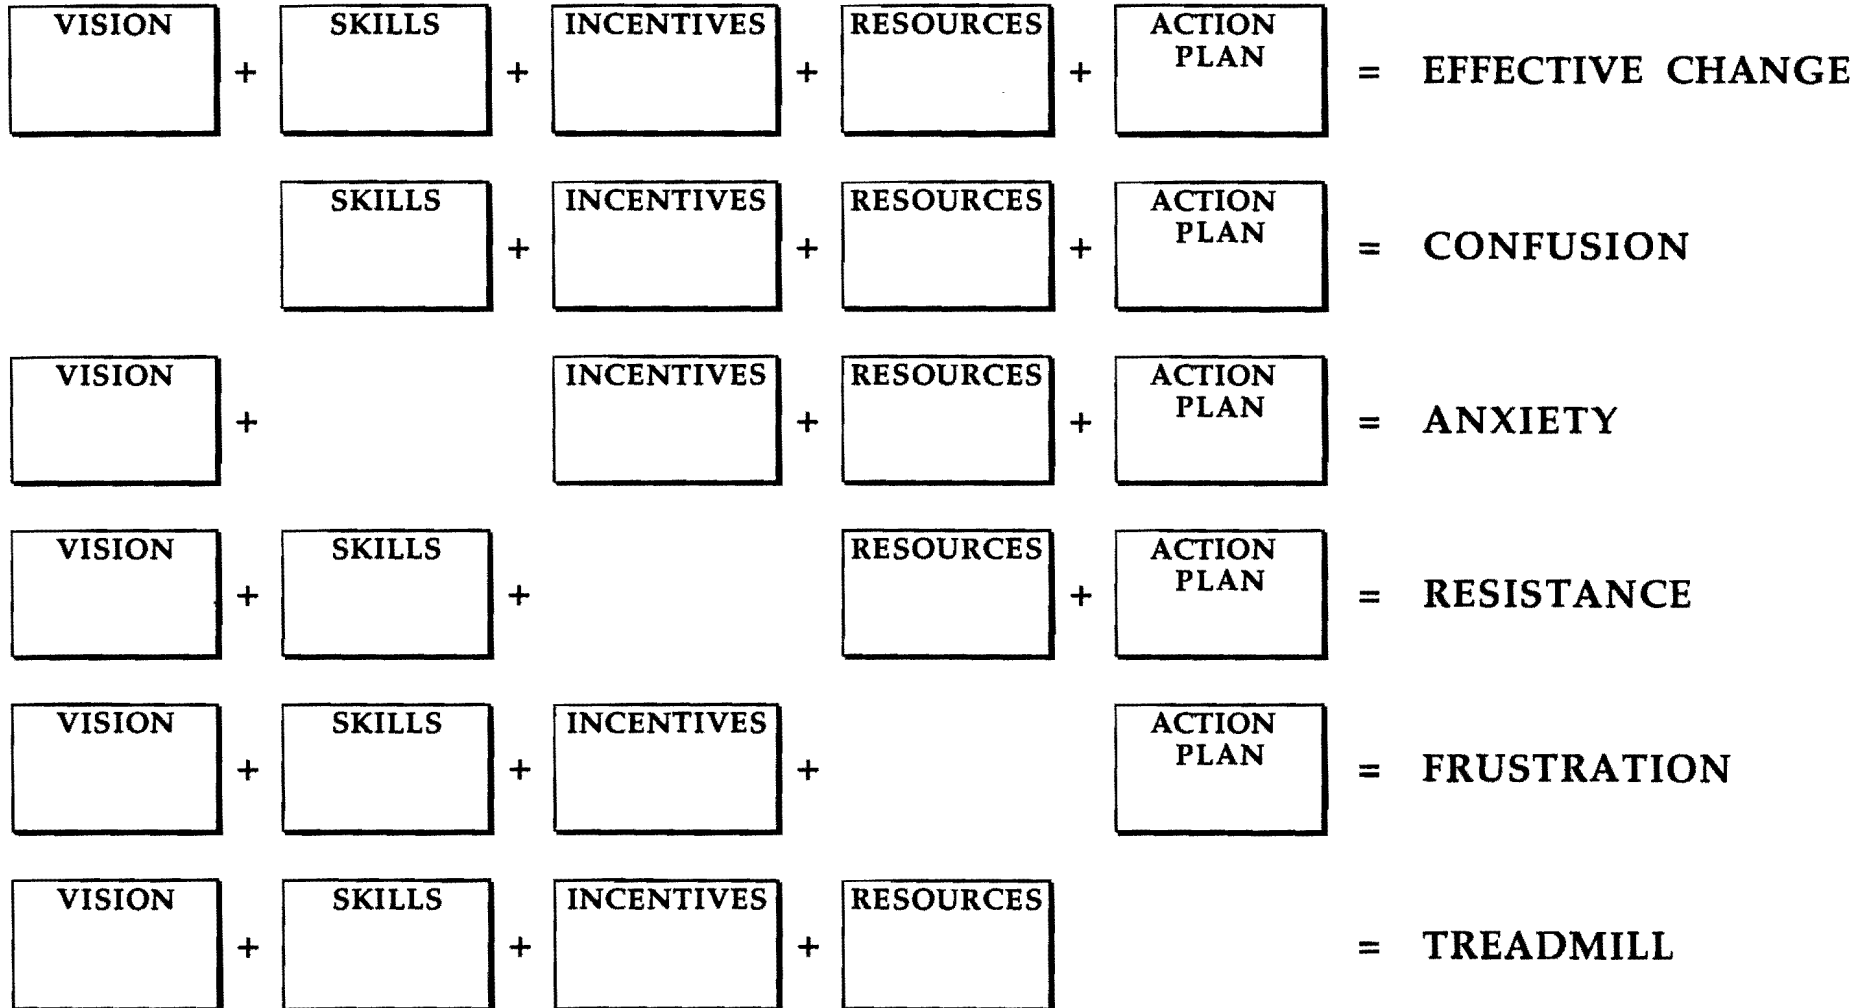 VISION + SKILLS + INCENTIVES + RESOURCES + ACTION PLAN = EFFECTIVE CHANGE
SKILLS + INCENTIVES + RESOURCES + ACTION PLAN = CONFUSION
VISION + INCENTIVES + RESOURCES + ACTION PLAN = ANXIETY
VISION + SKILLS + RESOURCES + ACTION PLAN = RESISTANCE
VISION + SKILLS + INCENTIVES + ACTION PLAN = FRUSTRATION
VISION + SKILLS + INCENTIVES + RESOURCES = TREADMILL